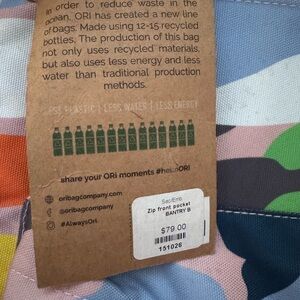 in order to reduce waste in the
ocean, ORI has created a new line
of bags. Made using 12-15 recycled
bottles. The production of this bag
not only uses recycled materials,
but also uses less energy and less
water than traditional production
methods.
LESS PLASTIC | LESS WATER | LESS ENERGY
share your ORi moments #helloORI
oribagcompany.com
@oribagcompany
#AlwaysOri
Zip front pocket
BANTRY B
$79.00
151026